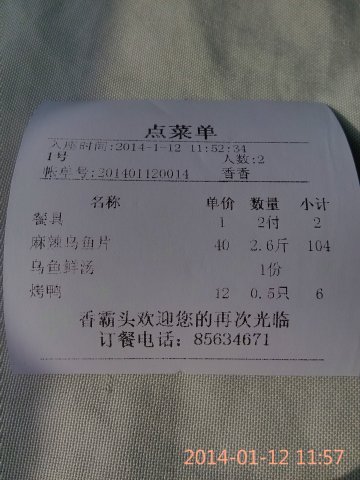 点菜单
入座时间:2014-1-12 11:52:34
1号 人数:2
账单号:201401120014 香香
名称 单价 数量 小计
餐具 1 2付 2
麻辣乌鱼片 40 2.6斤 104
乌鱼鲜汤 1份
烤鸭 12 0.5只 6
香霸头欢迎您的再次光临
订餐电话:85634671
2014-01-12 11:57